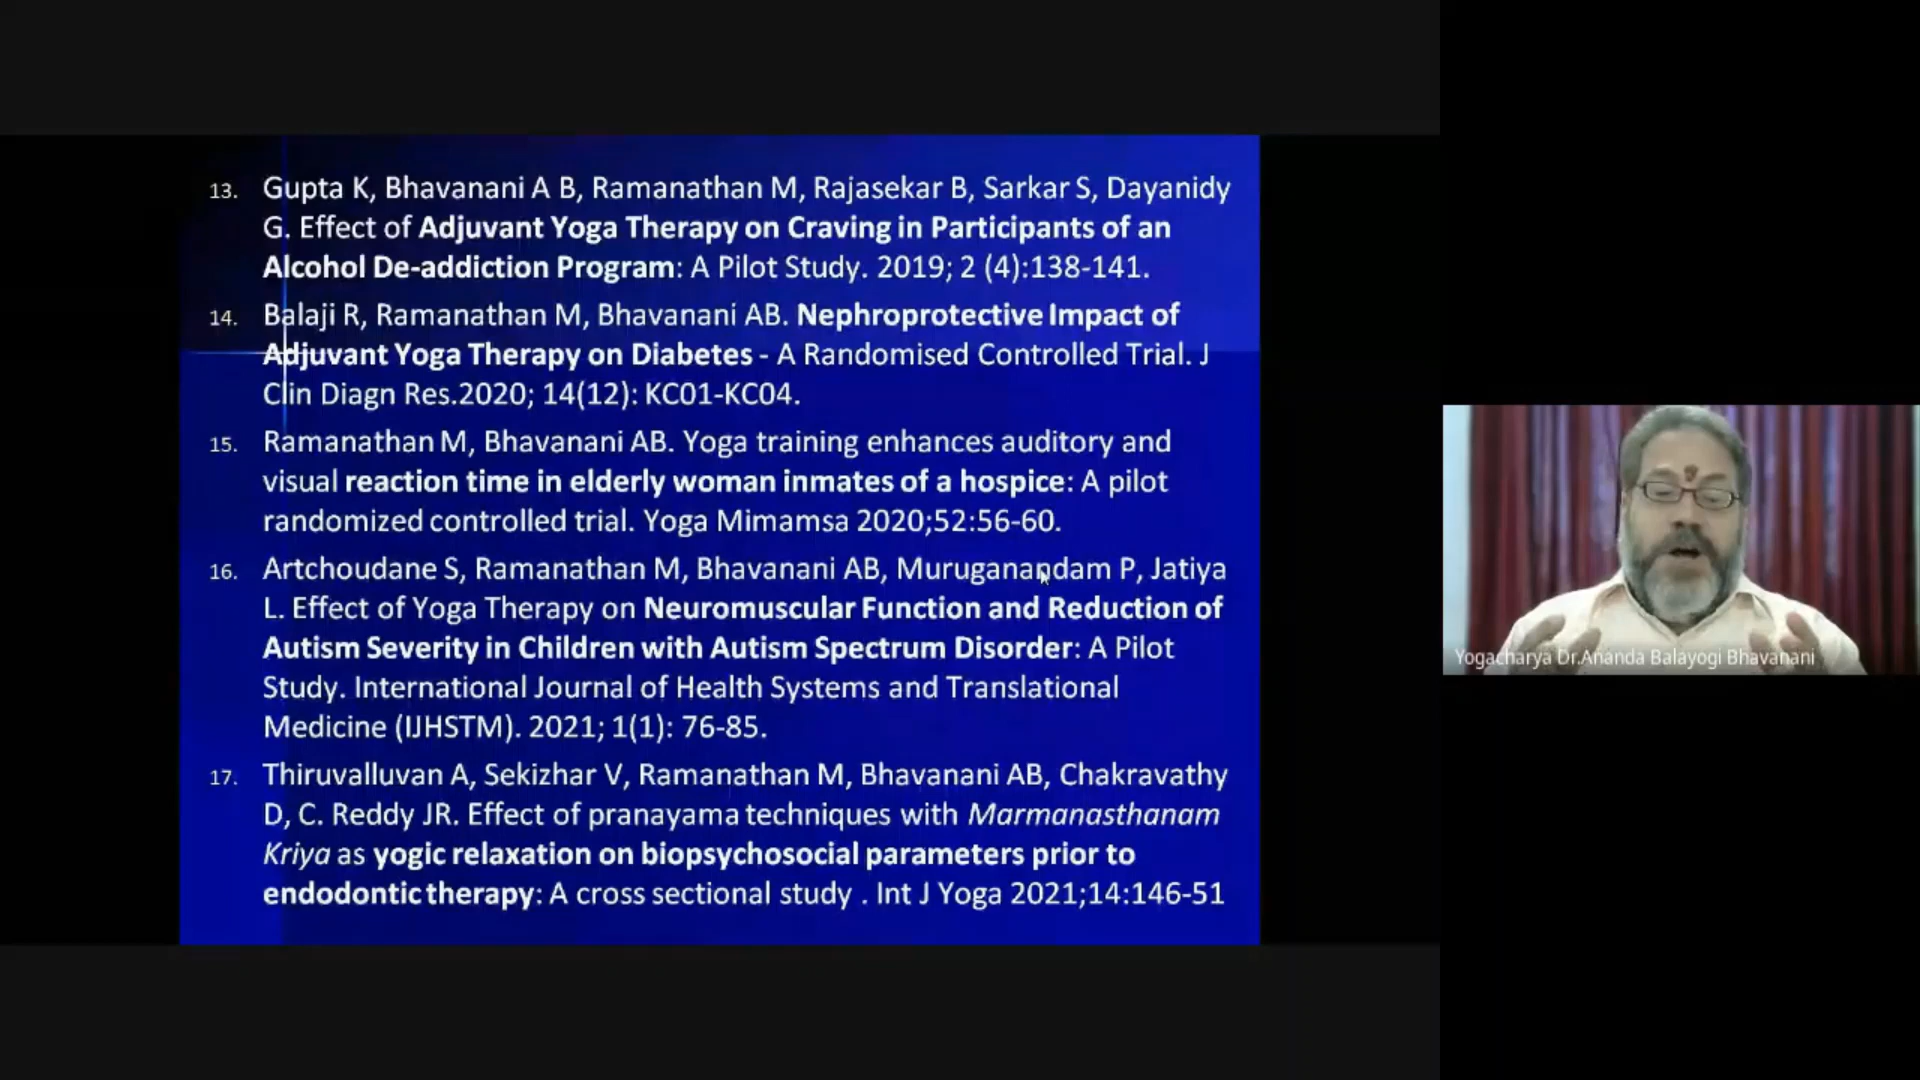 13. Gupta K, Bhavanani A B, Ramanathan M, Rajasekar B, Sarkar S, Dayanidy
G. Effect of Adjuvant Yoga Therapy on Craving in Participants of an
Alcohol De-addiction Program: A Pilot Study. 2019; 2 (4):138-141.
14. Balaji R, Ramanathan M, Bhavanani AB. Nephroprotective Impact of
Adjuvant Yoga Therapy on Diabetes - A Randomised Controlled Trial. J
Clin Diagn Res.2020; 14(12): KC01-KC04.
15. Ramanathan M, Bhavanani AB. Yoga training enhances auditory and
visual reaction time in elderly woman inmates of a hospice: A pilot
randomized controlled trial. Yoga Mimamsa 2020;52:56-60.
16. Artchoudane S, Ramanathan M, Bhavanani AB, Muruganandam P, Jatiya
L. Effect of Yoga Therapy on Neuromuscular Function and Reduction of
Autism Severity in Children with Autism Spectrum Disorder: A Pilot
Study. International Journal of Health Systems and Translational
Medicine (IJHSTM). 2021; 1(1): 76-85.
17. Thiruvalluvan A, Sekizhar V, Ramanathan M, Bhavanani AB, Chakravathy
D, C. Reddy JR. Effect of pranayama techniques with Marmanasthanam
Kriya as yogic relaxation on biopsychosocial parameters prior to
endodontic therapy: A cross sectional study . Int J Yoga 2021;14:146-51
Yogacharya Dr.Ananda Balayogi Bhavanani